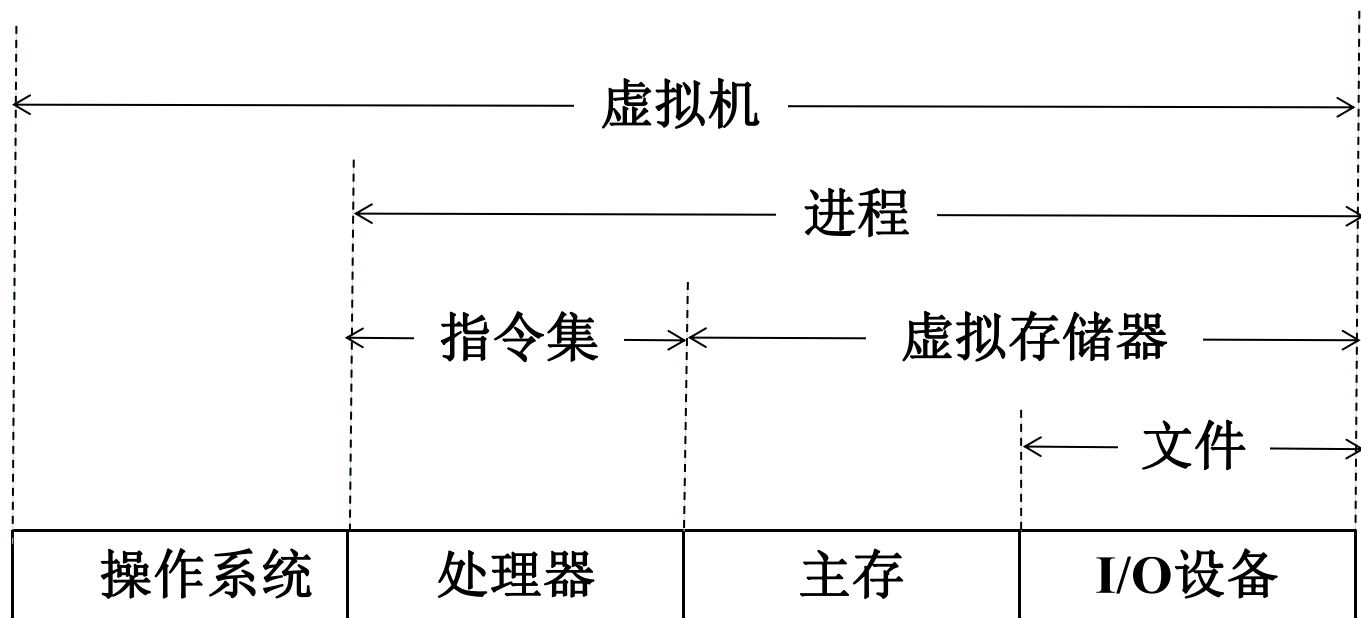 虚拟机
进程
指令集 虚拟存储器
文件
操作系统 处理器 主存 I/O设备